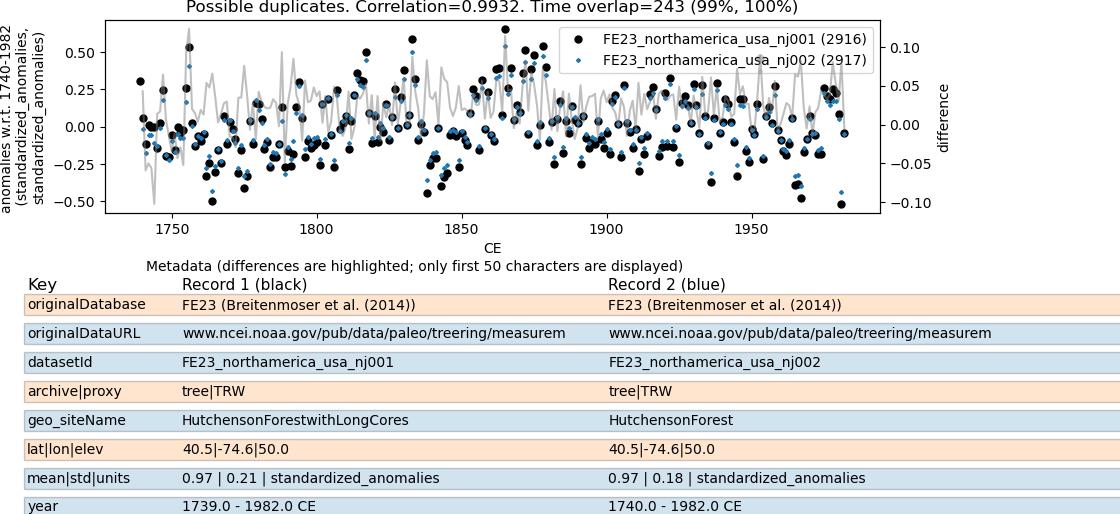 Possible duplicates. Correlation=0.9932. Time overlap=243 (99%, 100%)
anomalies w.r.t. 1740-1982
(standardized_anomalies,
standardized_anomalies)
0.50
0.25
0.00
−0.25
−0.50
FE23_northamerica_usa_nj001 (2916)
FE23_northamerica_usa_nj002 (2917)
0.10
0.05
0.00
−0.05
−0.10
difference
1750 1800 1850 1900 1950
CE
Metadata (differences are highlighted; only first 50 characters are displayed)
Key Record 1 (black) Record 2 (blue)
originalDatabase FE23 (Breitenmoser et al. (2014)) FE23 (Breitenmoser et al. (2014))
originalDataURL www.ncei.noaa.gov/pub/data/paleo/treering/measurem www.ncei.noaa.gov/pub/data/paleo/treering/measurem
datasetId FE23_northamerica_usa_nj001 FE23_northamerica_usa_nj002
archive|proxy tree|TRW tree|TRW
geo_siteName HutchensonForestwithLongCores HutchensonForest
lat|lon|elev 40.5|-74.6|50.0 40.5|-74.6|50.0
mean|std|units 0.97 | 0.21 | standardized_anomalies 0.97 | 0.18 | standardized_anomalies
year 1739.0 - 1982.0 CE 1740.0 - 1982.0 CE